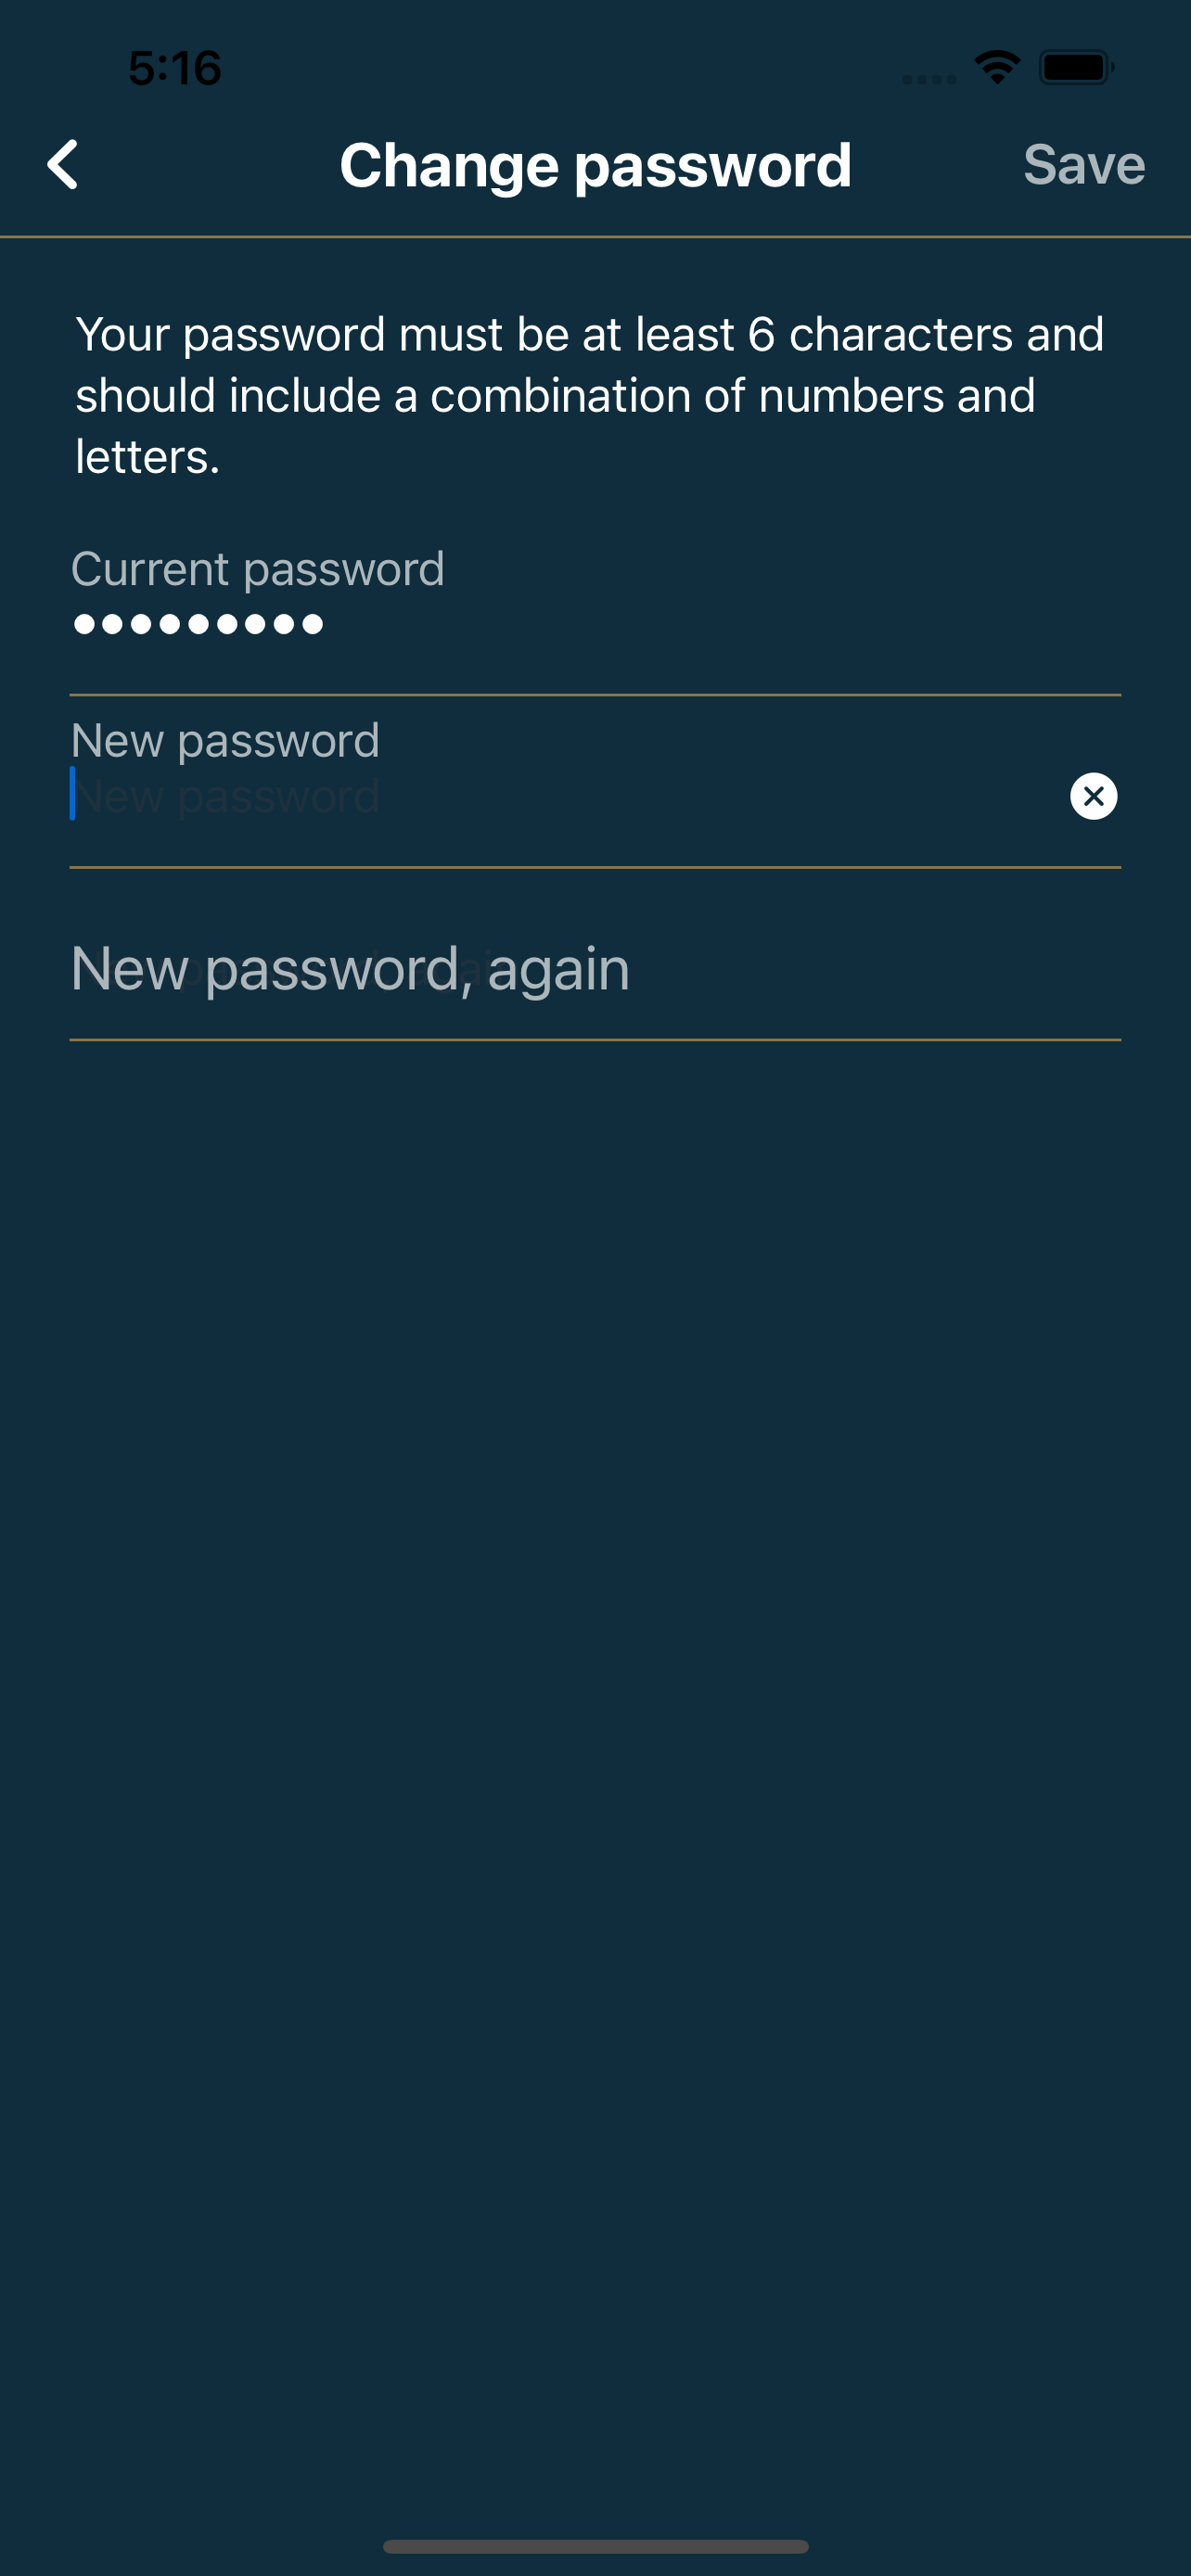 5:16
Change password
Save
Your password must be at least 6 characters and
should include a combination of numbers and
letters.
Current password
•••••••••
New password
New password
New password, again